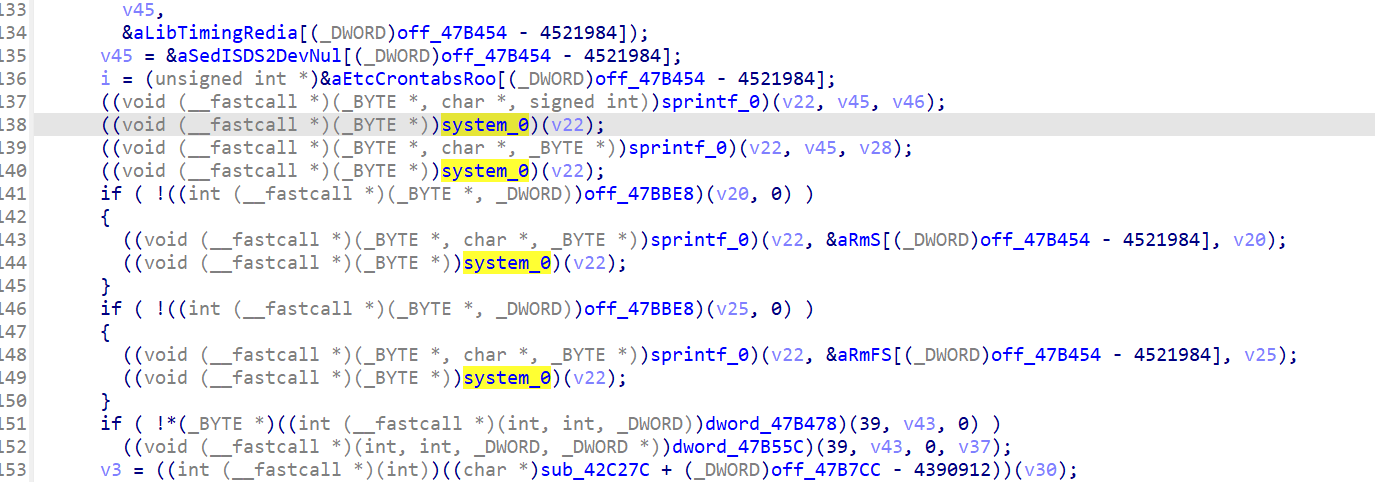 133 v45,
134 &aLibTimingRedia[(_DWORD)off_47B454 - 4521984]);
135 v45 = &aSedISDS2DevNul[(_DWORD)off_47B454 - 4521984];
136 i = (unsigned int *)&aEtcCrontabsRoo[(_DWORD)off_47B454 - 4521984];
137 ((void (__fastcall *)(_BYTE *, char *, signed int))sprintf_0)(v22, v45, v46);
138 ((void (__fastcall *)(_BYTE *))system_0)(v22);
139 ((void (__fastcall *)(_BYTE *, char *, _BYTE *))sprintf_0)(v22, v45, v28);
140 ((void (__fastcall *)(_BYTE *))system_0)(v22);
141 if ( !((int (__fastcall *)(_BYTE *, _DWORD))off_47BBE8)(v20, 0) )
142 {
143 ((void (__fastcall *)(_BYTE *, char *, _BYTE *))sprintf_0)(v22, &aRmS[(_DWORD)off_47B454 - 4521984], v20);
144 ((void (__fastcall *)(_BYTE *))system_0)(v22);
145 }
146 if ( !((int (__fastcall *)(_BYTE *, _DWORD))off_47BBE8)(v25, 0) )
147 {
148 ((void (__fastcall *)(_BYTE *, char *, _BYTE *))sprintf_0)(v22, &aRmFS[(_DWORD)off_47B454 - 4521984], v25);
149 ((void (__fastcall *)(_BYTE *))system_0)(v22);
150 }
151 if ( !*(_BYTE *)((int (__fastcall *)(int, int, _DWORD))dword_47B478)(39, v43, 0) )
152 ((void (__fastcall *)(int, int, _DWORD, _DWORD *))dword_47B55C)(39, v43, 0, v37);
153 v3 = ((int (__fastcall *)(int))((char *)sub_42C27C + (_DWORD)off_47B7CC - 4390912))(v30);